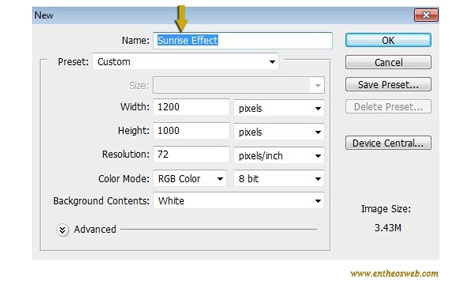 New
Name: Sunrise Effect
OK
Preset: Custom
Cancel
Size:
Save Preset...
Width: 1200 pixels
Delete Preset...
Height: 1000 pixels
Resolution: 72 pixels/inch
Device Central...
Color Mode: RGB Color 8 bit
Background Contents: White
Image Size:
3.43M
Advanced
www.entheosweb.com